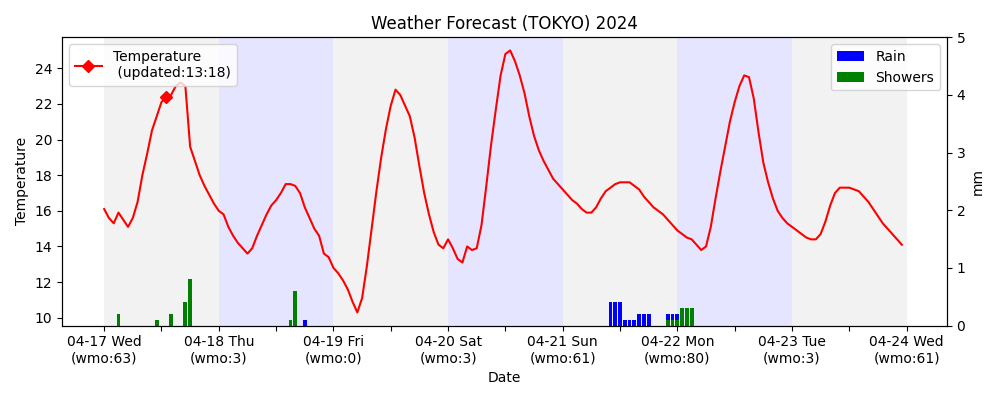 Weather Forecast (TOKYO) 2024
Temperature
(updated:13:18)
Rain
Showers
Temperature
24
22
20
18
16
14
12
10
5
4
3
2
1
0
mm
04-17 Wed
(wmo:63)
04-18 Thu
(wmo:3)
04-19 Fri
(wmo:0)
04-20 Sat
(wmo:3)
04-21 Sun
(wmo:61)
04-22 Mon
(wmo:80)
04-23 Tue
(wmo:3)
04-24 Wed
(wmo:61)
Date